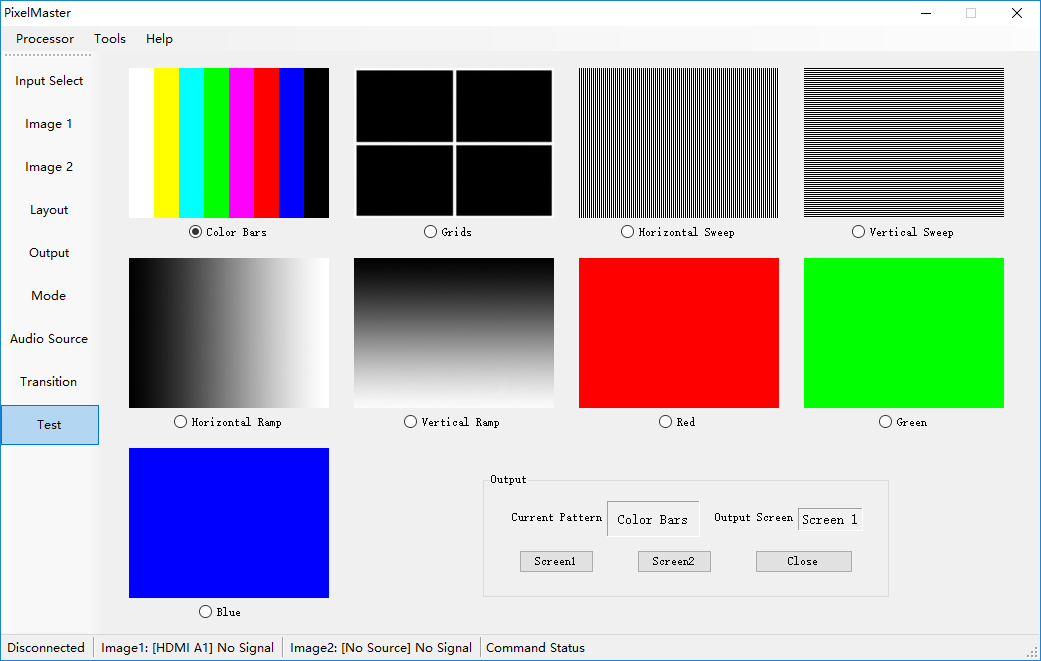 PixelMaster
Processor Tools Help
Input Select
Image 1
Image 2
Layout
Output
Mode
Audio Source
Transition
Test
Color Bars
Grids
Horizontal Sweep
Vertical Sweep
Horizontal Ramp
Vertical Ramp
Red
Green
Blue
Output
Current Pattern Color Bars Output Screen Screen 1
Screen1 Screen2 Close
Disconnected Image1: [HDMI A1] No Signal Image2: [No Source] No Signal Command Status